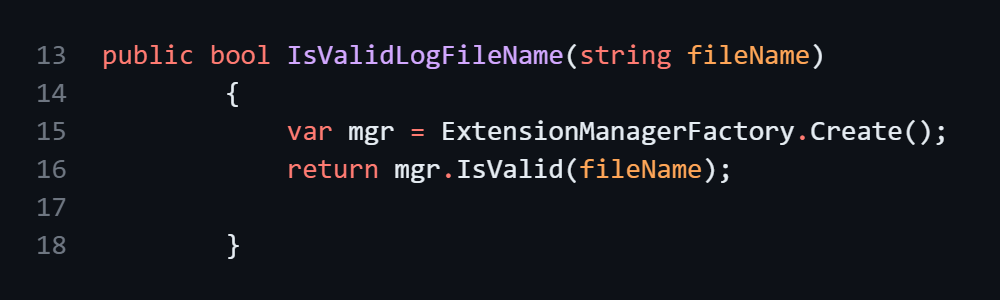 13 public bool IsValidLogFileName(string fileName)
14 {
15 var mgr = ExtensionManagerFactory.Create();
16 return mgr.IsValid(fileName);
17
18 }